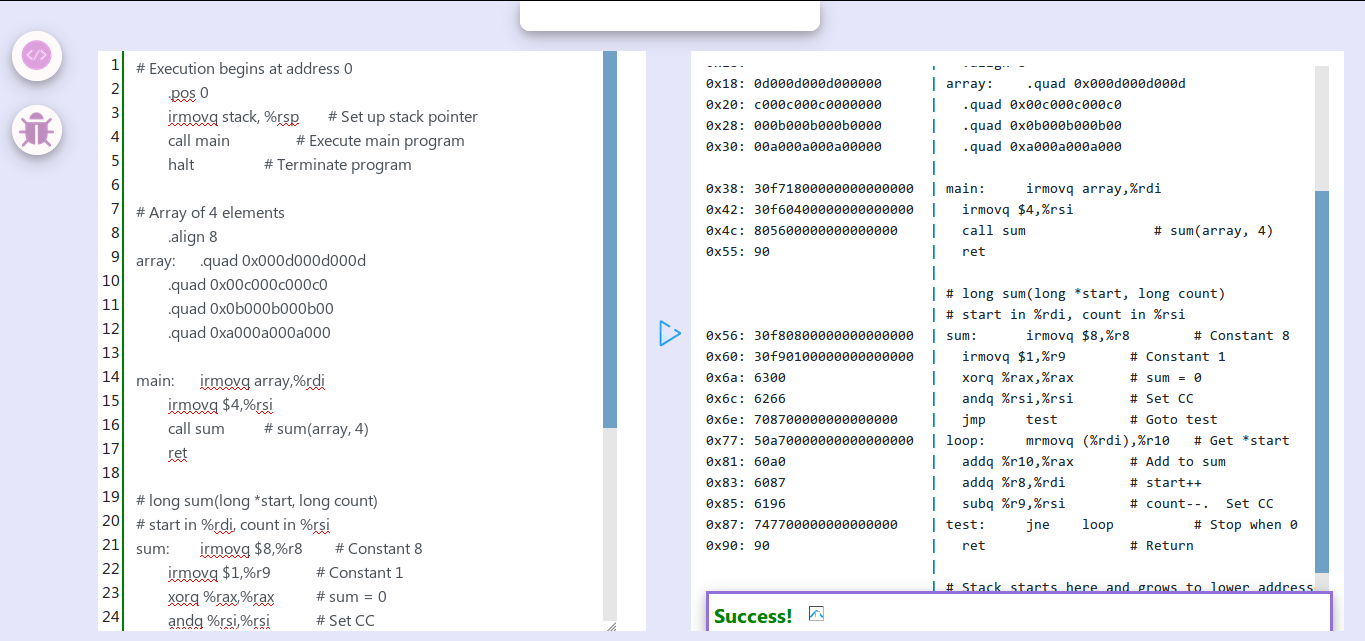 </>
1 # Execution begins at address 0
2 .pos 0
3 irmovq stack, %rsp # Set up stack pointer
4 call main # Execute main program
5 halt # Terminate program
6
7 # Array of 4 elements
8 .align 8
9 array: .quad 0x000d000d000d
10 .quad 0x00c000c000c0
11 .quad 0x0b000b000b00
12 .quad 0xa000a000a000
13
14 main: irmovq array,%rdi
15 irmovq $4,%rsi
16 call sum # sum(array, 4)
17 ret
18
19 # long sum(long *start, long count)
20 # start in %rdi, count in %rsi
21 sum: irmovq $8,%r8 # Constant 8
22 irmovq $1,%r9 # Constant 1
23 xorq %rax,%rax # sum = 0
24 andq %rsi,%rsi # Set CC
0x18: 0d000d000d000000 | array: .quad 0x000d000d000d
0x20: c000c000c0000000 | .quad 0x00c000c000c0
0x28: 000b000b000b0000 | .quad 0x0b000b000b00
0x30: 00a000a000a00000 | .quad 0xa000a000a000
|
0x38: 30f71800000000000000 | main: irmovq array,%rdi
0x42: 30f60400000000000000 | irmovq $4,%rsi
0x4c: 805600000000000000 | call sum # sum(array, 4)
0x55: 90 | ret
|
| # long sum(long *start, long count)
| # start in %rdi, count in %rsi
0x56: 30f80800000000000000 | sum: irmovq $8,%r8 # Constant 8
0x60: 30f90100000000000000 | irmovq $1,%r9 # Constant 1
0x6a: 6300 | xorq %rax,%rax # sum = 0
0x6c: 6266 | andq %rsi,%rsi # Set CC
0x6e: 708700000000000000 | jmp test # Goto test
0x77: 50a70000000000000000 | loop: mrmovq (%rdi),%r10 # Get *start
0x81: 60a0 | addq %r10,%rax # Add to sum
0x83: 6087 | addq %r8,%rdi # start++
0x85: 6196 | subq %r9,%rsi # count--. Set CC
0x87: 747700000000000000 | test: jne loop # Stop when 0
0x90: 90 | ret # Return
|
| # Stack starts here and grows to lower address
Success!